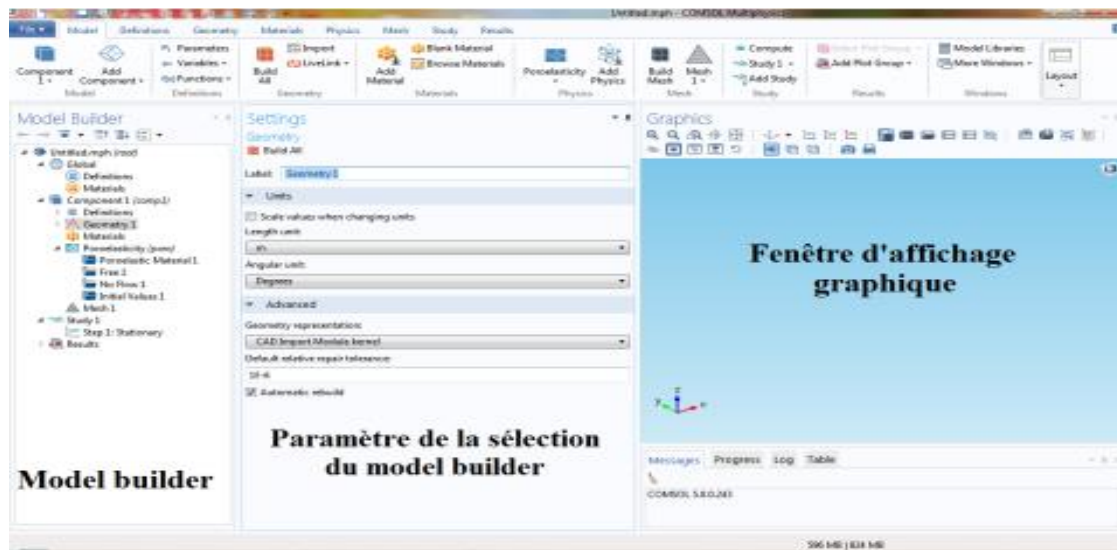 Untitled.mph - COMSOL Multiphysics
File Model Definitions Geometry Materials Physics Mesh Study Results
Component 1 Add Component
Parameters
Variables
Functions
Model Definitions
Build All
Import
LiveLink
Geometry
Add Material
Blank Material
Browse Materials
Materials
Poroelasticity Add Physics
Physics
Build Mesh Mesh 1
Mesh
Compute
Study 1
Add Study
Study
Select Plot Group
Add Plot Group
Results
Model Libraries
More Windows
Windows
Layout
Model Builder
Untitled.mph (root)
Global
Definitions
Materials
Component 1 (comp1)
Definitions
Geometry 1
Materials
Poroelasticity (poro)
Poroelastic Material 1
Free 1
No Flow 1
Initial Values 1
Mesh 1
Study 1
Step 1: Stationary
Results
Model builder
Settings
Geometry
Build All
Label: Geometry 1
Units
Scale values when changing units
Length unit:
m
Angular unit:
Degrees
Advanced
Geometry representation:
CAD Import Module kernel
Default relative repair tolerance:
1E-6
Automatic rebuild
Paramètre de la sélection
du model builder
Graphics
Fenêtre d'affichage
graphique
y z x
Messages Progress Log Table
COMSOL 5.0.0.243
596 MB | 834 MB